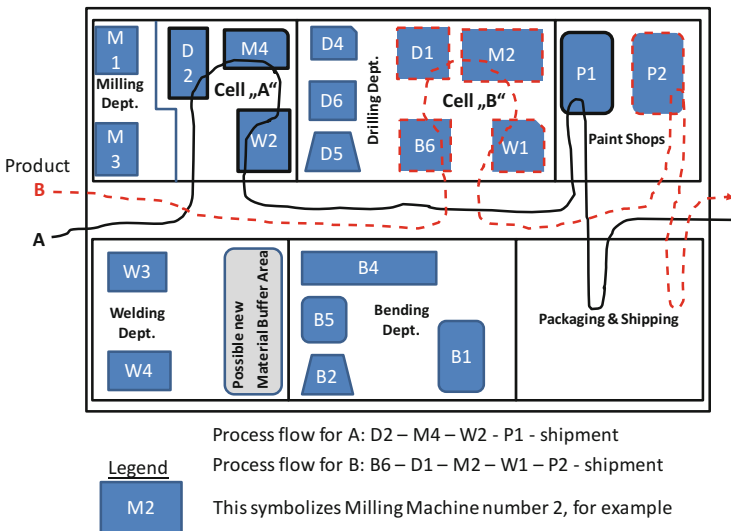 M
1
Milling
Dept.
M
3
D
2
M4
Cell „A“
W2
D4
D6
D5
Drilling Dept.
D1
M2
Cell „B“
B6
W1
P1
P2
Paint Shops
Product
B
A
W3
Welding
Dept.
W4
Possible new
Material Buffer Area
B4
B5
Bending
Dept.
B2
B1
Packaging & Shipping
Process flow for A: D2 – M4 – W2 - P1 - shipment
Process flow for B: B6 – D1 – M2 – W1 – P2 - shipment
Legend
M2
This symbolizes Milling Machine number 2, for example